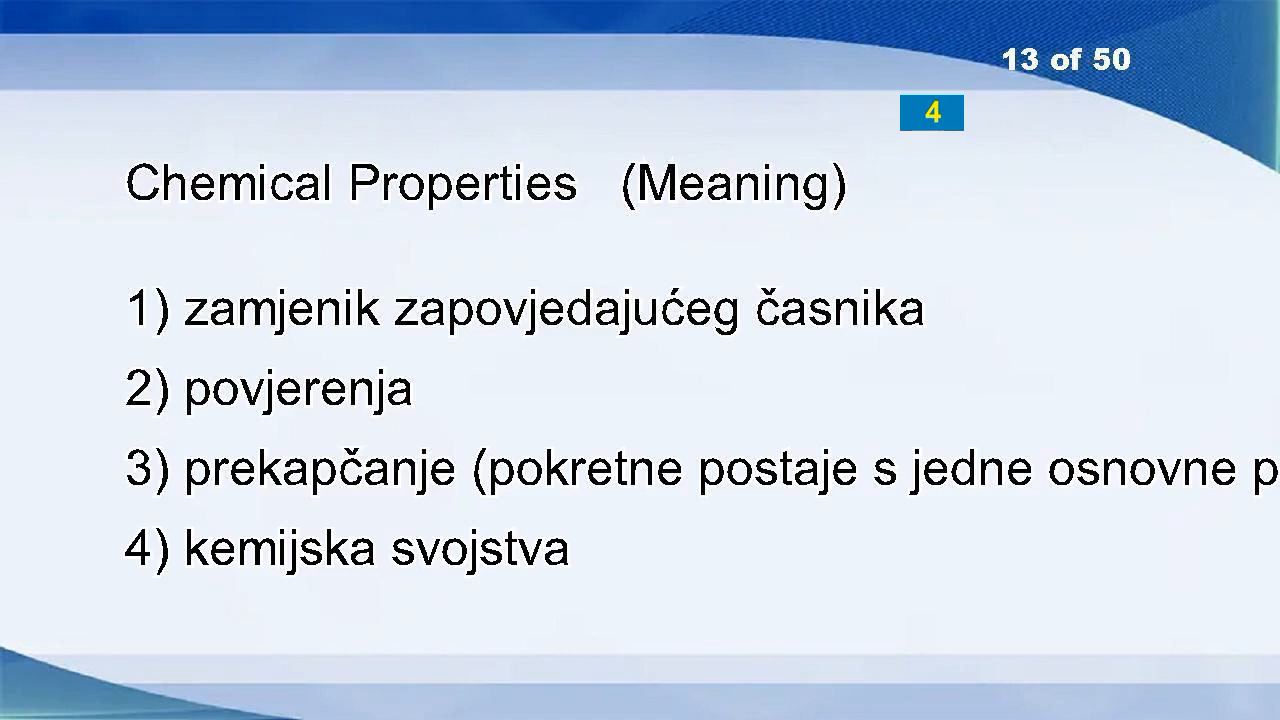 13 of 50
4
Chemical Properties (Meaning)
1) zamjenik zapovjedajućeg časnika
2) povjerenja
3) prekapčanje (pokretne postaje s jedne osnovne p
4) kemijska svojstva